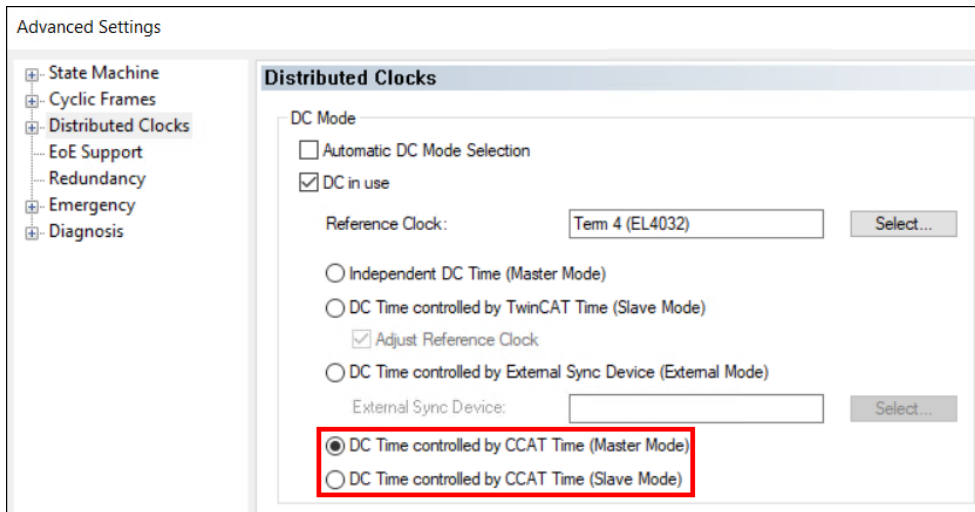 Advanced Settings
State Machine
Cyclic Frames
Distributed Clocks
EoE Support
Redundancy
Emergency
Diagnosis
Distributed Clocks
DC Mode
Automatic DC Mode Selection
DC in use
Reference Clock: Term 4 (EL4032) Select...
Independent DC Time (Master Mode)
DC Time controlled by TwinCAT Time (Slave Mode)
Adjust Reference Clock
DC Time controlled by External Sync Device (External Mode)
External Sync Device: Select...
DC Time controlled by CCAT Time (Master Mode)
DC Time controlled by CCAT Time (Slave Mode)